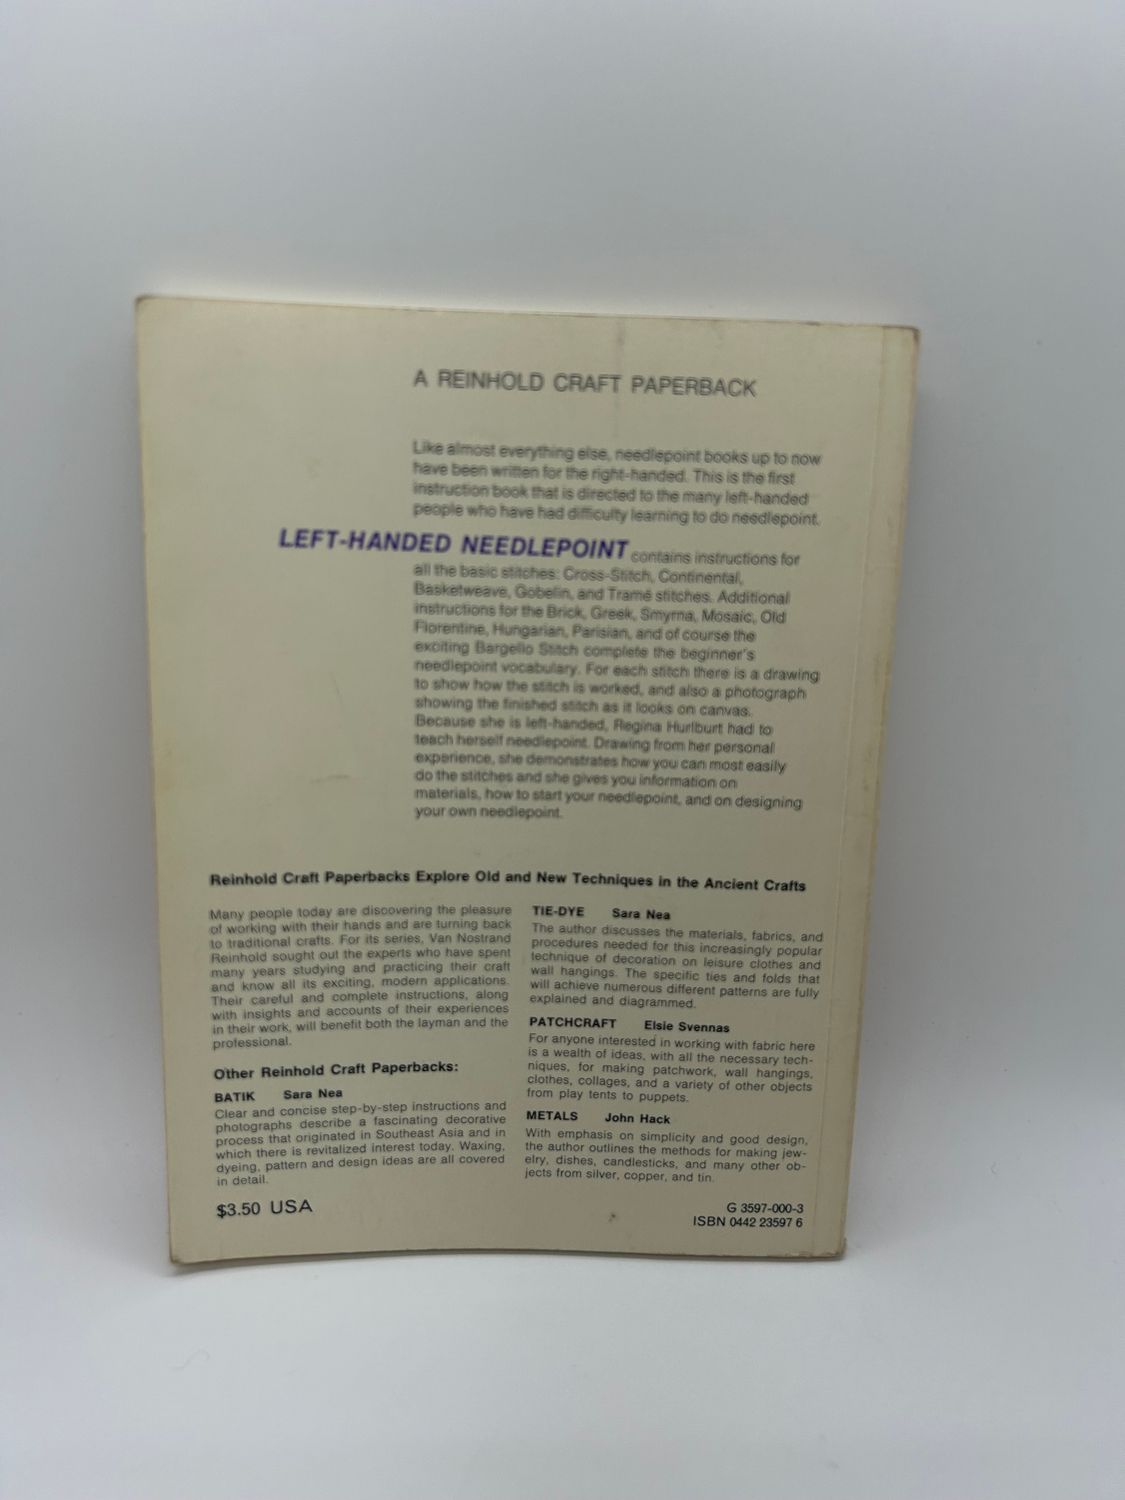 A REINHOLD CRAFT PAPERBACK
Like almost everything else, needlepoint books up to now
have been written for the right-handed. This is the first
instruction book that is directed to the many left-handed
people who have had difficulty learning to do needlepoint.
LEFT-HANDED NEEDLEPOINT contains instructions for
all the basic stitches: Cross-Stitch, Continental,
Basketweave, Gobelin, and Tramé stitches. Additional
instructions for the Brick, Greek, Smyrna, Mosaic, Old
Florentine, Hungarian, Parisian, and of course the
exciting Bargello Stitch complete the beginner's
needlepoint vocabulary. For each stitch there is a drawing
to show how the stitch is worked, and also a photograph
showing the finished stitch as it looks on canvas.
Because she is left-handed, Regina Hurlburt had to
teach herself needlepoint. Drawing from her personal
experience, she demonstrates how you can most easily
do the stitches and she gives you information on
materials, how to start your needlepoint, and on designing
your own needlepoint.
Reinhold Craft Paperbacks Explore Old and New Techniques in the Ancient Crafts
Many people today are discovering the pleasure
of working with their hands and are turning back
to traditional crafts. For its series, Van Nostrand
Reinhold sought out the experts who have spent
many years studying and practicing their craft
and know all its exciting, modern applications.
Their careful and complete instructions, along
with insights and accounts of their experiences
in their work, will benefit both the layman and the
professional.
Other Reinhold Craft Paperbacks:
BATIK Sara Nea
Clear and concise step-by-step instructions and
photographs describe a fascinating decorative
process that originated in Southeast Asia and in
which there is revitalized interest today. Waxing,
dyeing, pattern and design ideas are all covered
in detail.
$3.50 USA
TIE-DYE Sara Nea
The author discusses the materials, fabrics, and
procedures needed for this increasingly popular
technique of decoration on leisure clothes and
wall hangings. The specific ties and folds that
will achieve numerous different patterns are fully
explained and diagrammed.
PATCHCRAFT Elsie Svennas
For anyone interested in working with fabric here
is a wealth of ideas, with all the necessary tech-
niques, for making patchwork, wall hangings,
clothes, collages, and a variety of other objects
from play tents to puppets.
METALS John Hack
With emphasis on simplicity and good design,
the author outlines the methods for making jew-
elry, dishes, candlesticks, and many other ob-
jects from silver, copper, and tin.
G 3597-000-3
ISBN 0442 23597 6